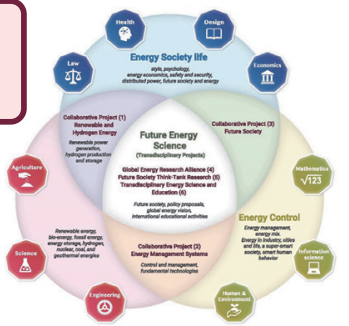 Health
Design
Law
Economics
Energy Society life
style, psychology,
energy economics, safety and security,
distributed power, future society and energy
Collaborative Project (1)
Renewable and
Hydrogen Energy
Renewable power
generation,
hydrogen production
and storage
Collaborative Project (3)
Future Society
Future Energy
Science
(Transdisciplinary Projects)
Global Energy Research Alliance (4)
Future Society Think-Tank Research (5)
Transdisciplinary Energy Science and
Education (6)
Future society, policy proposals,
global energy vision,
international educational activities
Agriculture
Mathematics
√123
Renewable energy,
bio-energy, fossil energy,
energy storage, hydrogen,
nuclear, coal, and
geothermal energies
Energy Control
Energy management,
energy mix.
Energy in industry, cities
and life, a super-smart
society, smart human
behavior
Collaborative Project (2)
Energy Management Systems
Control and management,
fundamental technologies
Science
Information
science
Engineering
Human &
Environment